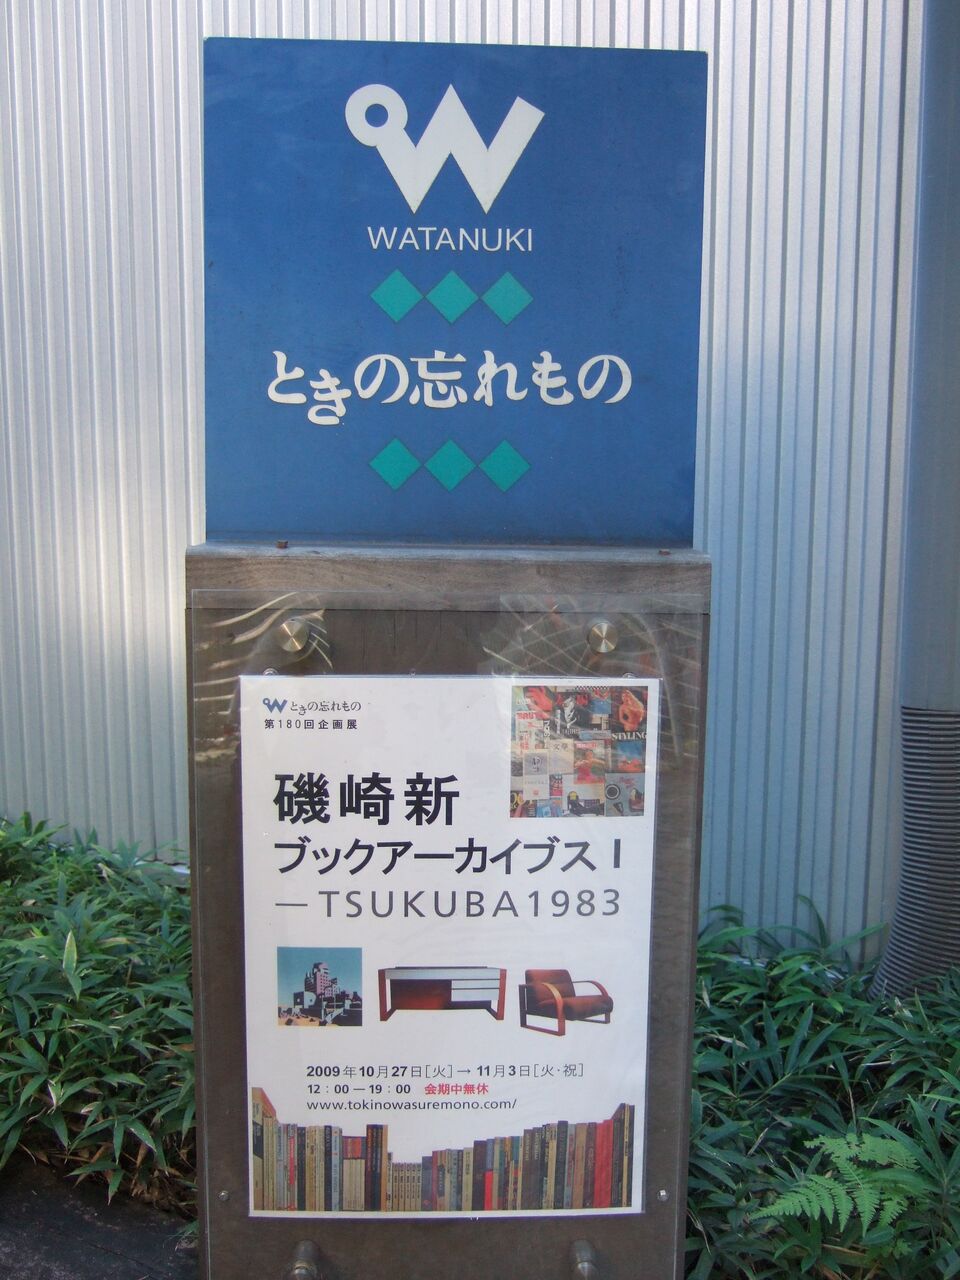 WATANUKI
ときの忘れもの
ときの忘れもの
第180回企画展
STYLING
磯崎新
ブックアーカイブス I
―TSUKUBA1983
2009年10月27日[火]→11月3日[火・祝]
12：00―19：00 会期中無休
www.tokinowasuremono.com/